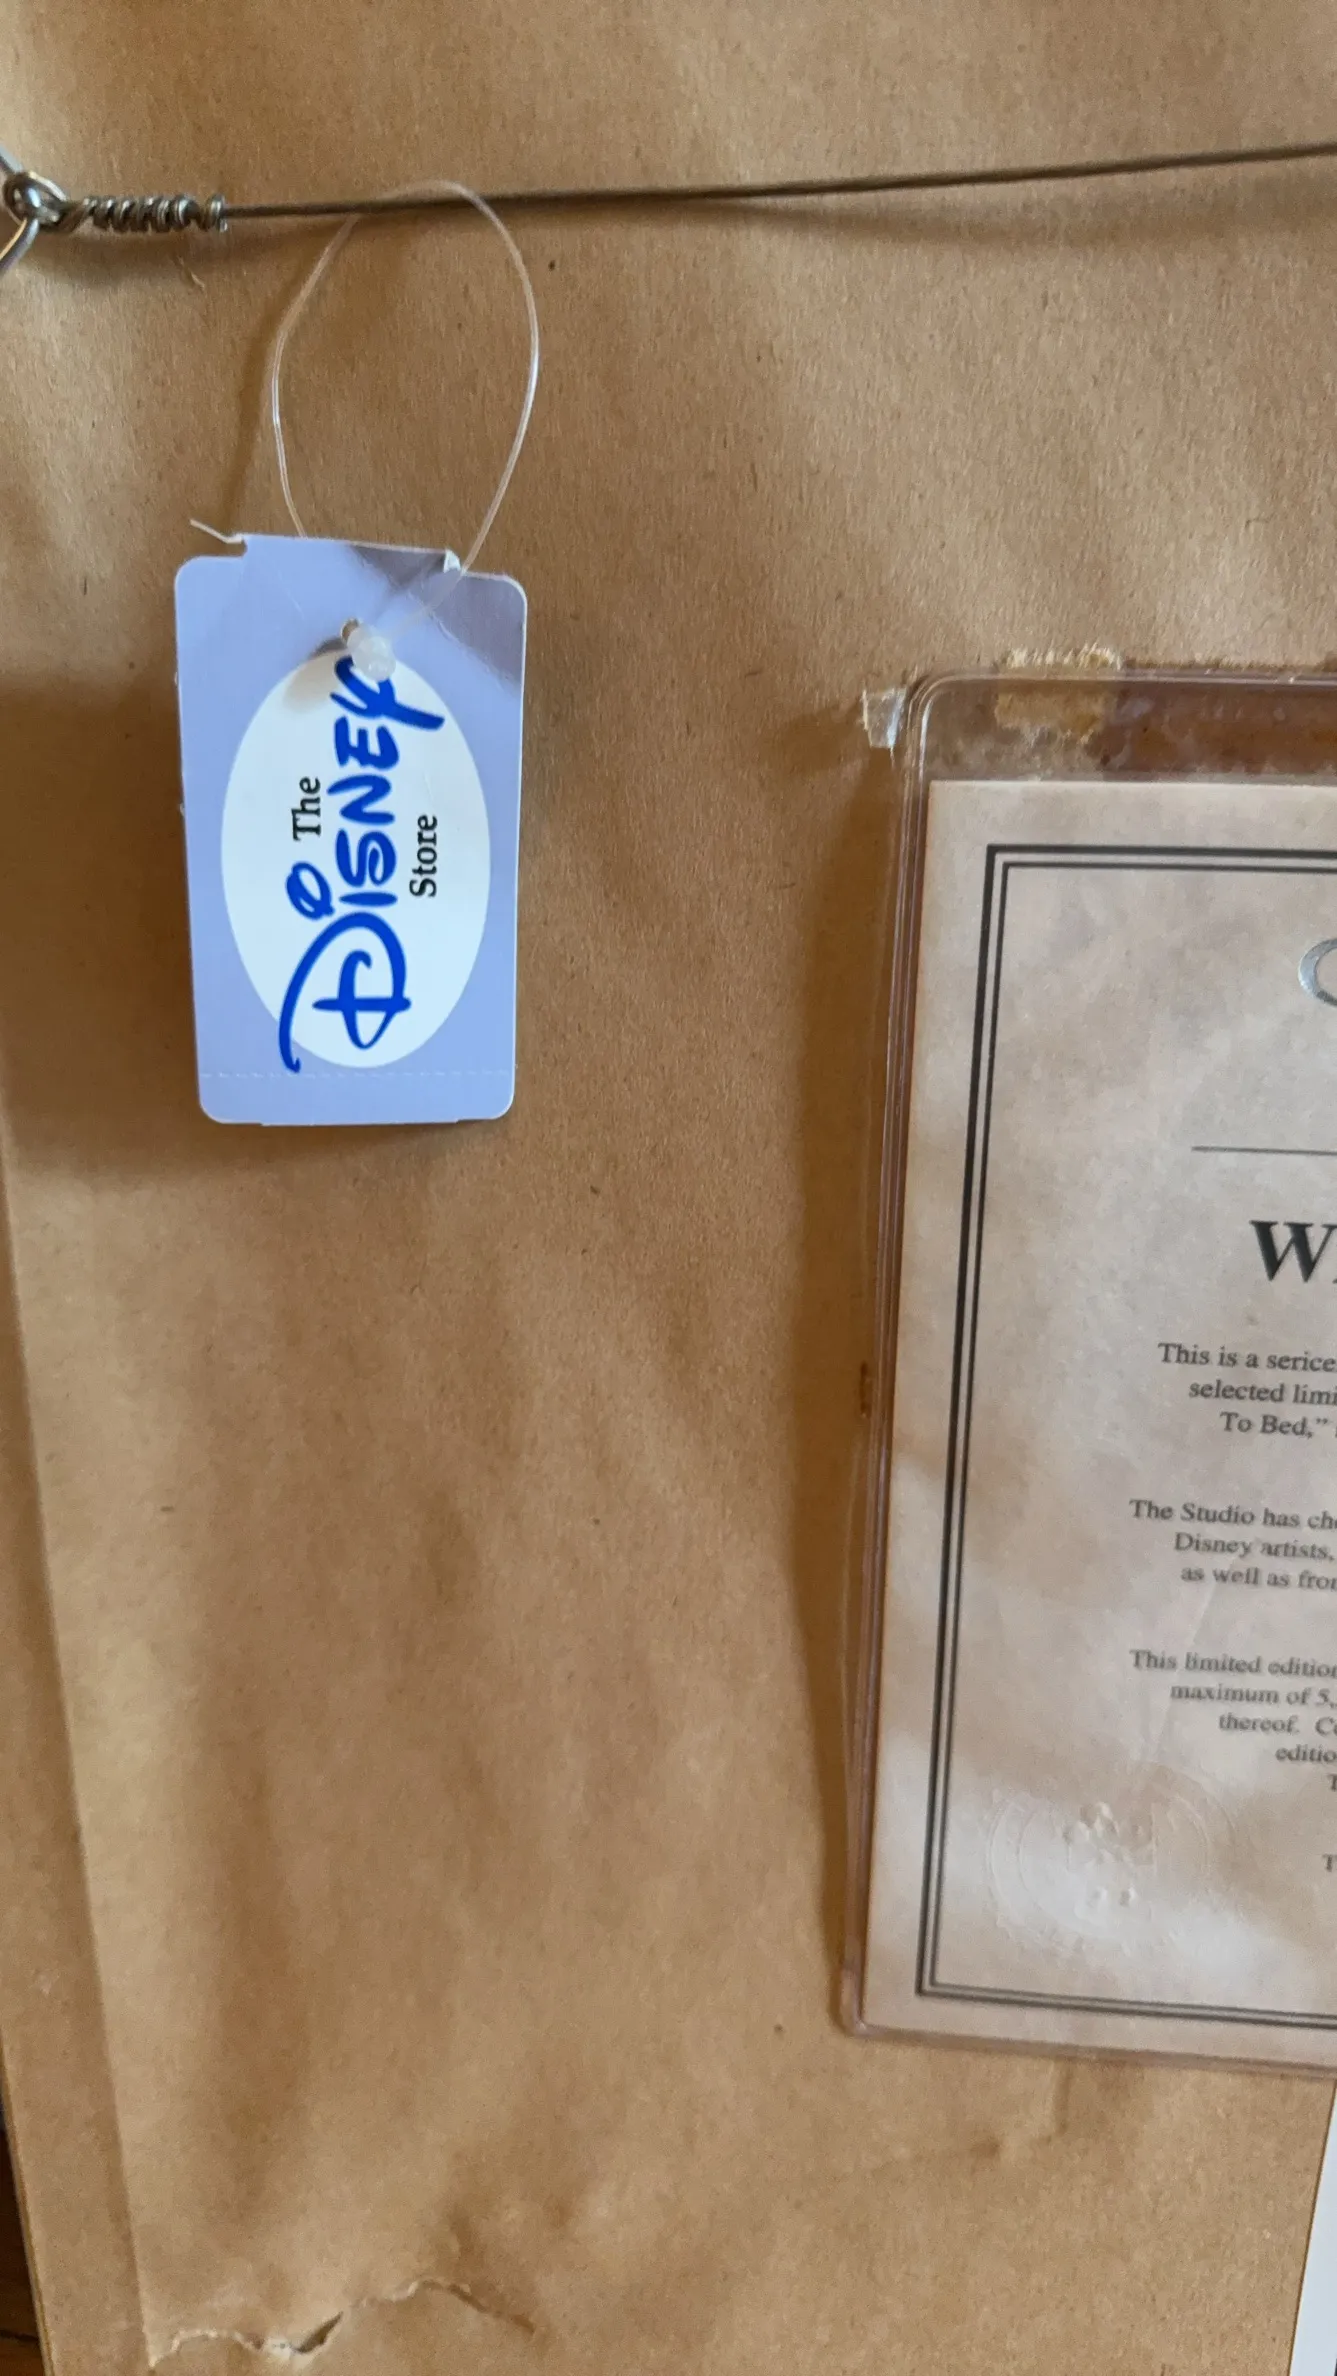 The
Disney
Store
This is a serice
selected limi
To Bed,"
The Studio has ch
Disney artists,
as well as fro
This limited edition
maximum of 5,
thereof. C
editio
T
T